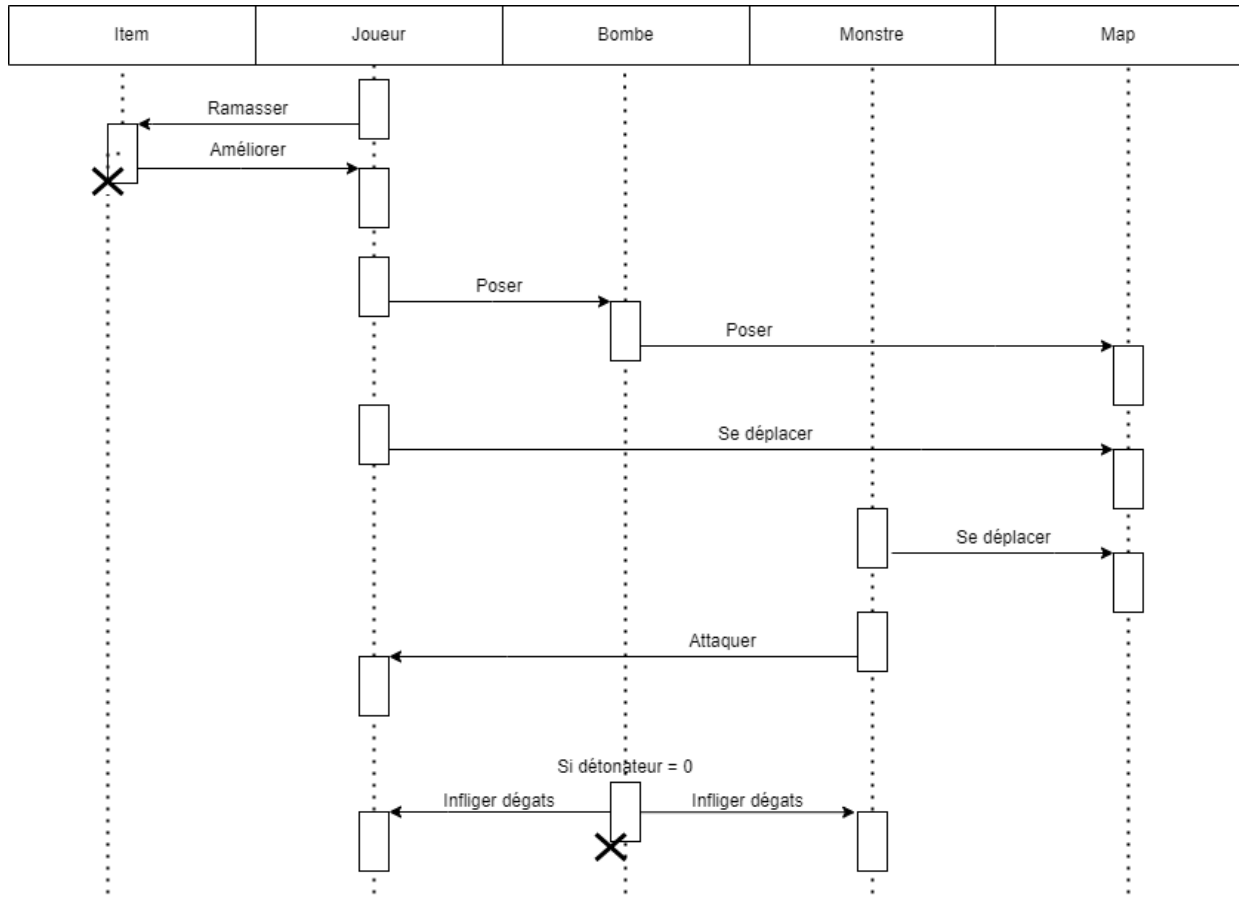 Item
Joueur
Bombe
Monstre
Map
Ramasser
Améliorer
Poser
Poser
Se déplacer
Se déplacer
Attaquer
Si détonateur = 0
Infliger dégats
Infliger dégats